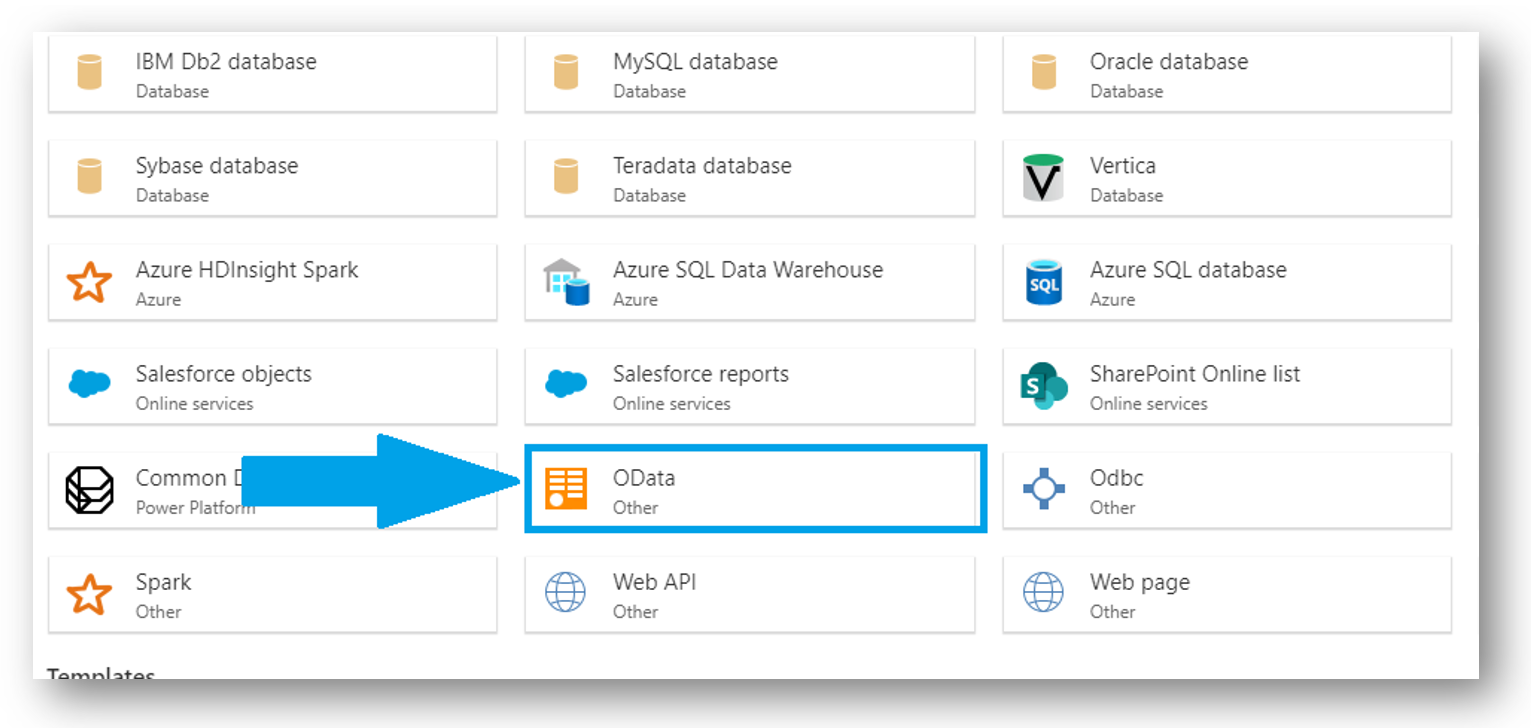 IBM Db2 database
Database
MySQL database
Database
Oracle database
Database
Sybase database
Database
Teradata database
Database
Vertica
Database
Azure HDInsight Spark
Azure
Azure SQL Data Warehouse
Azure
SQL
Azure SQL database
Azure
Salesforce objects
Online services
Salesforce reports
Online services
S
SharePoint Online list
Online services
Common
Power Platform
OData
Other
Odbc
Other
Spark
Other
Web API
Other
Web page
Other
Templates